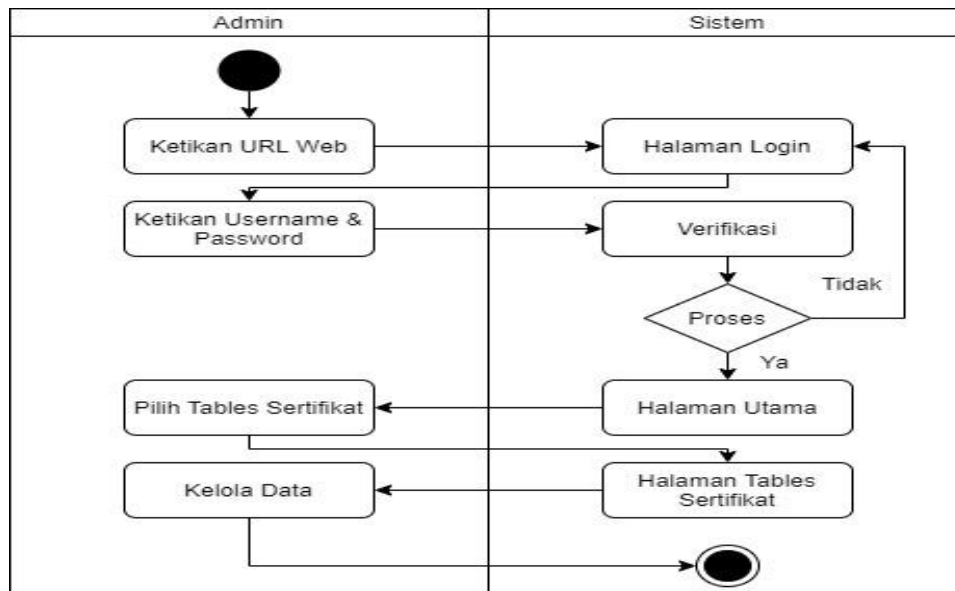 Admin
Sistem
Ketikan URL Web
Halaman Login
Ketikan Username &
Password
Verifikasi
Tidak
Proses
Ya
Pilih Tables Sertifikat
Halaman Utama
Kelola Data
Halaman Tables
Sertifikat